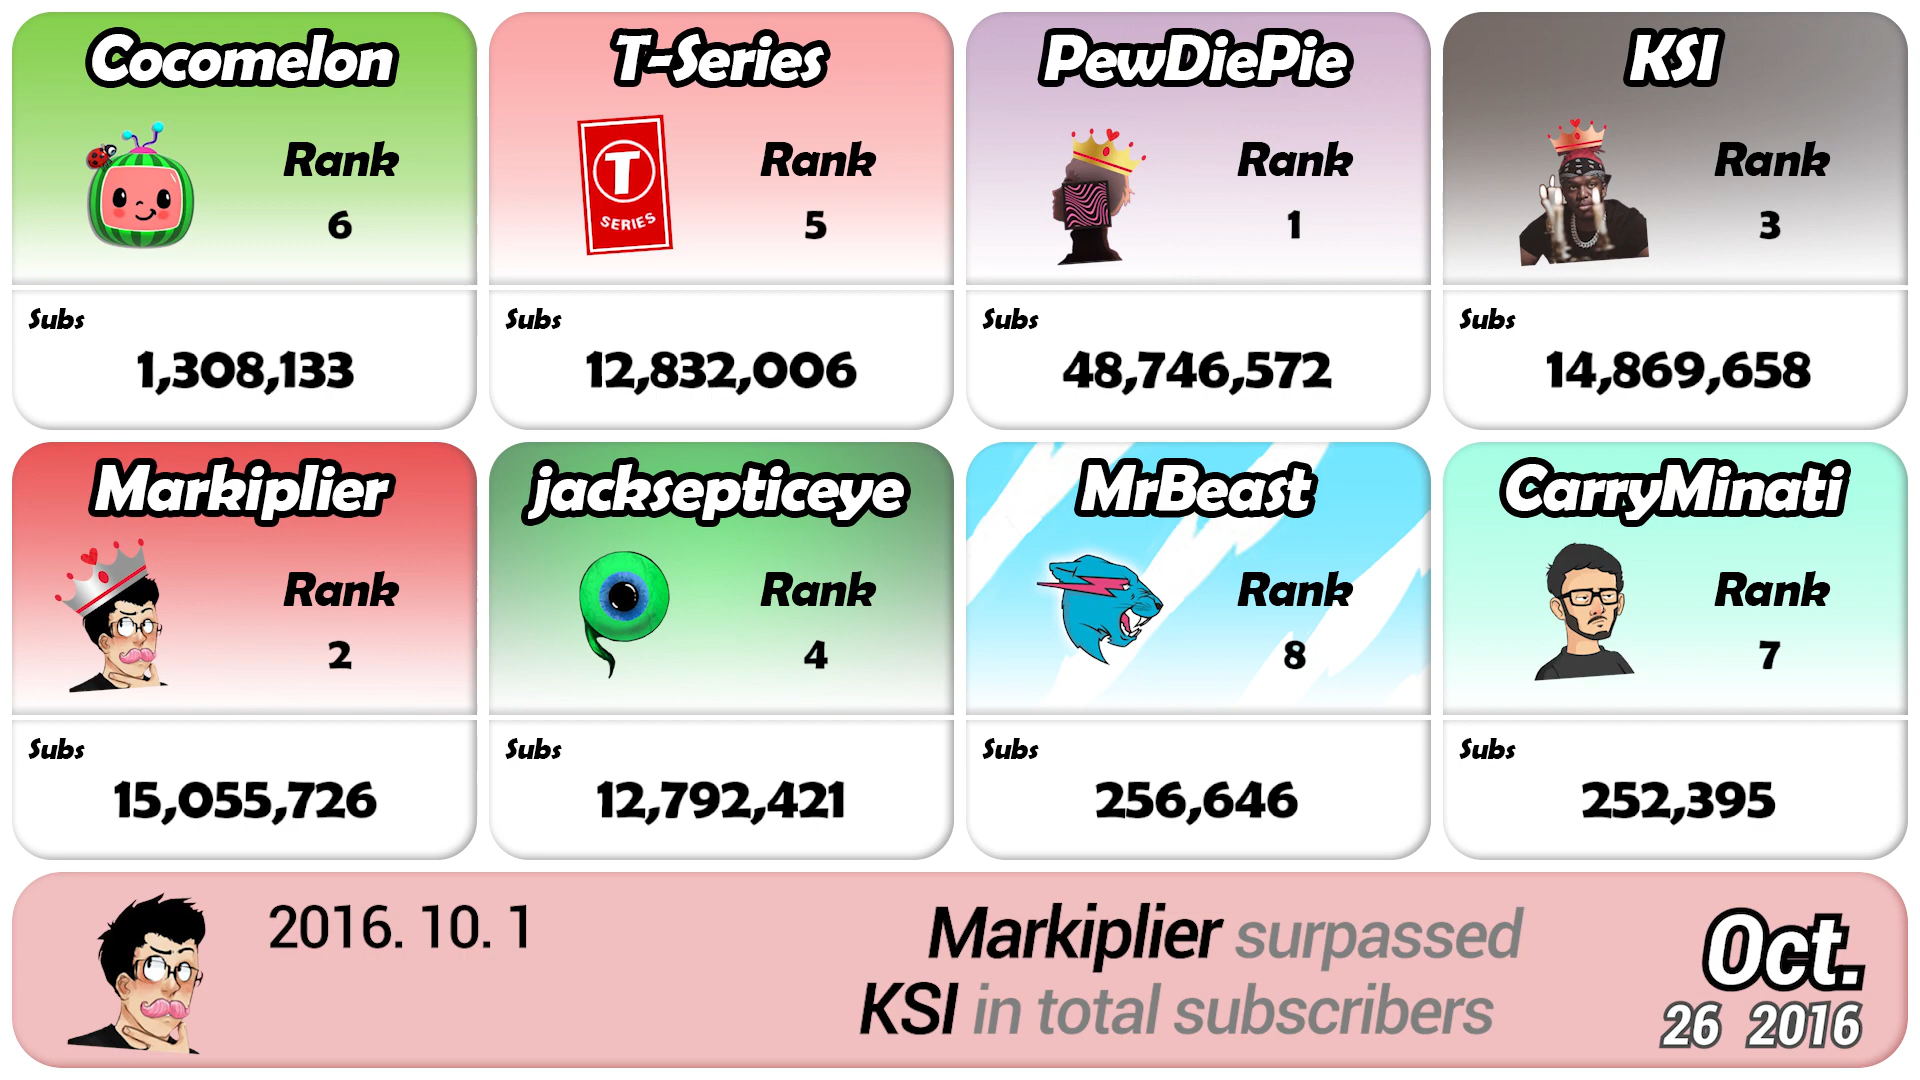 Cocomelon
Rank
6
Subs
1,308,133
T-Series
T
SERIES
Rank
5
Subs
12,832,006
PewDiePie
Rank
1
Subs
48,746,572
KSI
Rank
3
Subs
14,869,658
Markiplier
Rank
2
Subs
15,055,726
jacksepticeye
Rank
4
Subs
12,792,421
MrBeast
Rank
8
Subs
256,646
CarryMinati
Rank
7
Subs
252,395
2016. 10. 1
Markiplier surpassed
KSI in total subscribers
Oct.
26 2016